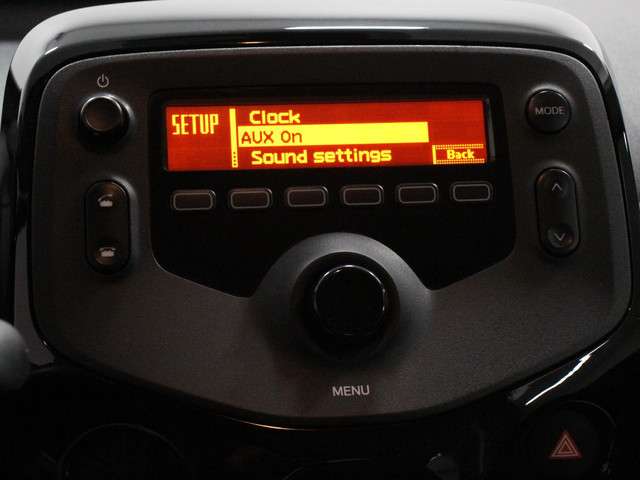 SETUP
Clock
AUX On
Sound settings
Back
MODE
MENU